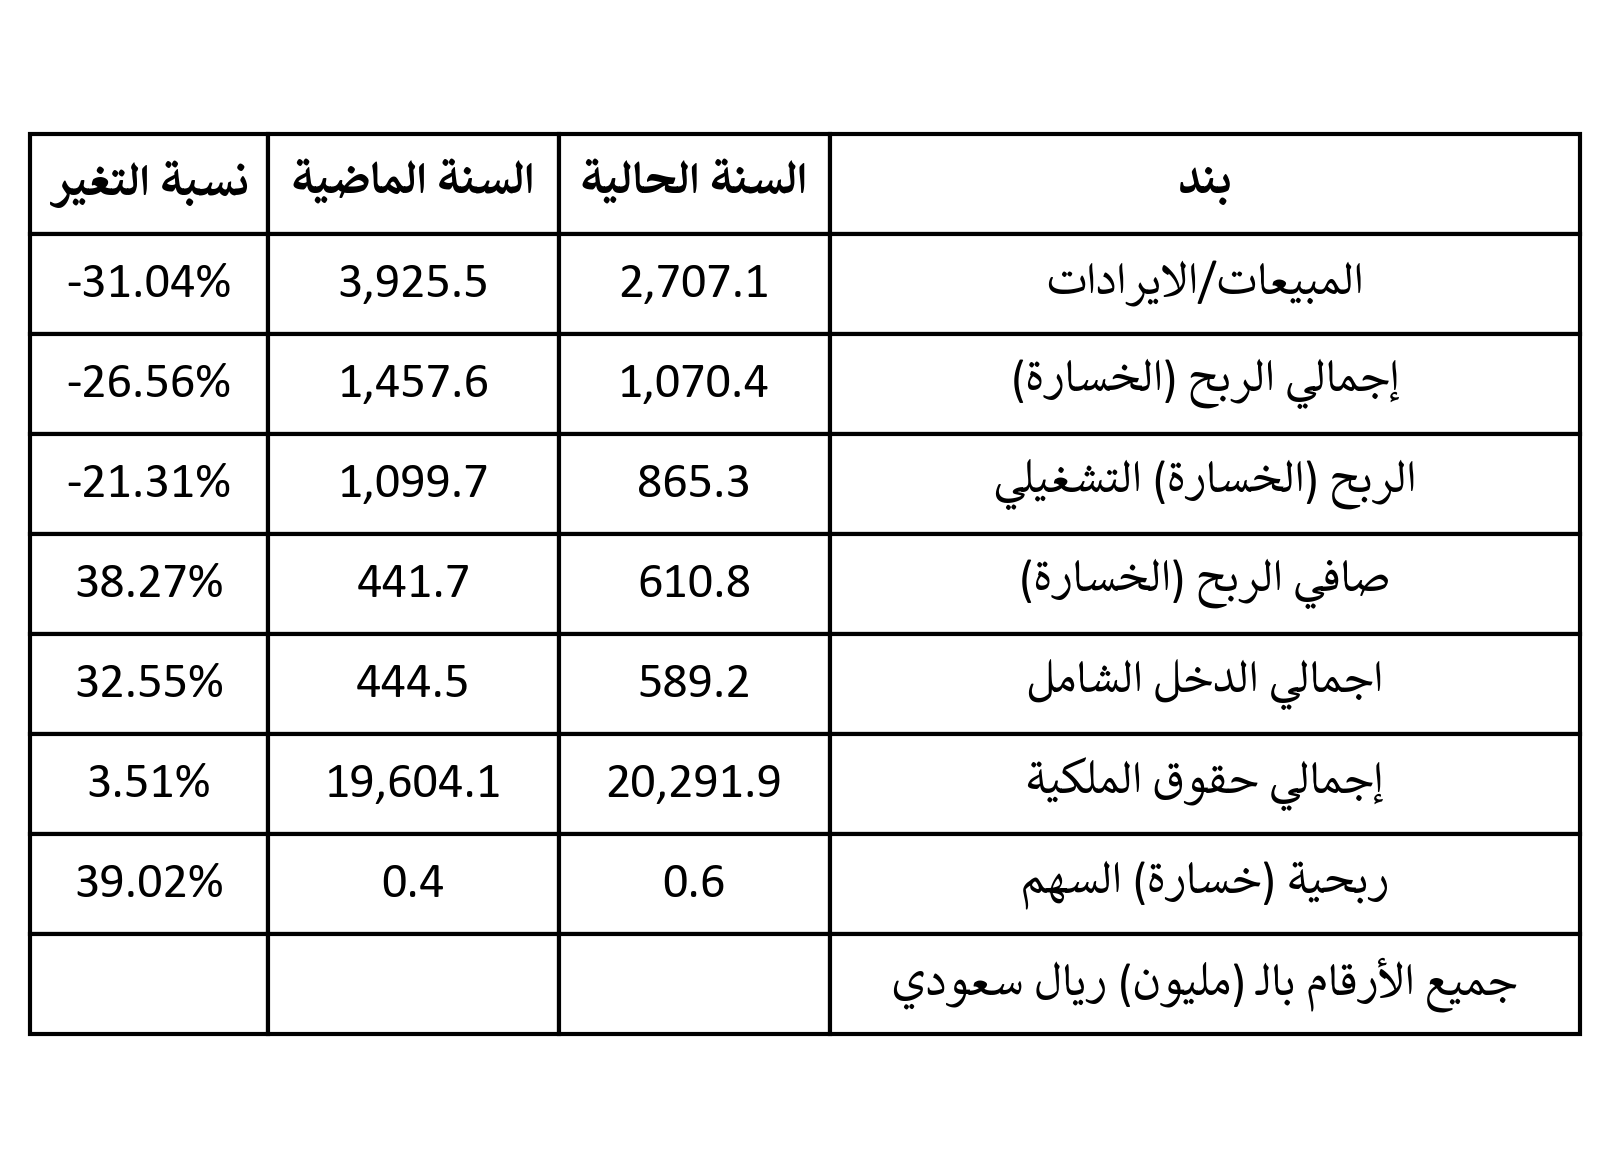 بند السنة الحالية السنة الماضية نسبة التغير
المبيعات/الايرادات 2,707.1 3,925.5 -31.04%
إجمالي الربح (الخسارة) 1,070.4 1,457.6 -26.56%
الربح (الخسارة) التشغيلي 865.3 1,099.7 -21.31%
صافي الربح (الخسارة) 610.8 441.7 38.27%
اجمالي الدخل الشامل 589.2 444.5 32.55%
إجمالي حقوق الملكية 20,291.9 19,604.1 3.51%
ربحية (خسارة) السهم 0.6 0.4 39.02%
جميع الأرقام بالـ (مليون) ريال سعودي